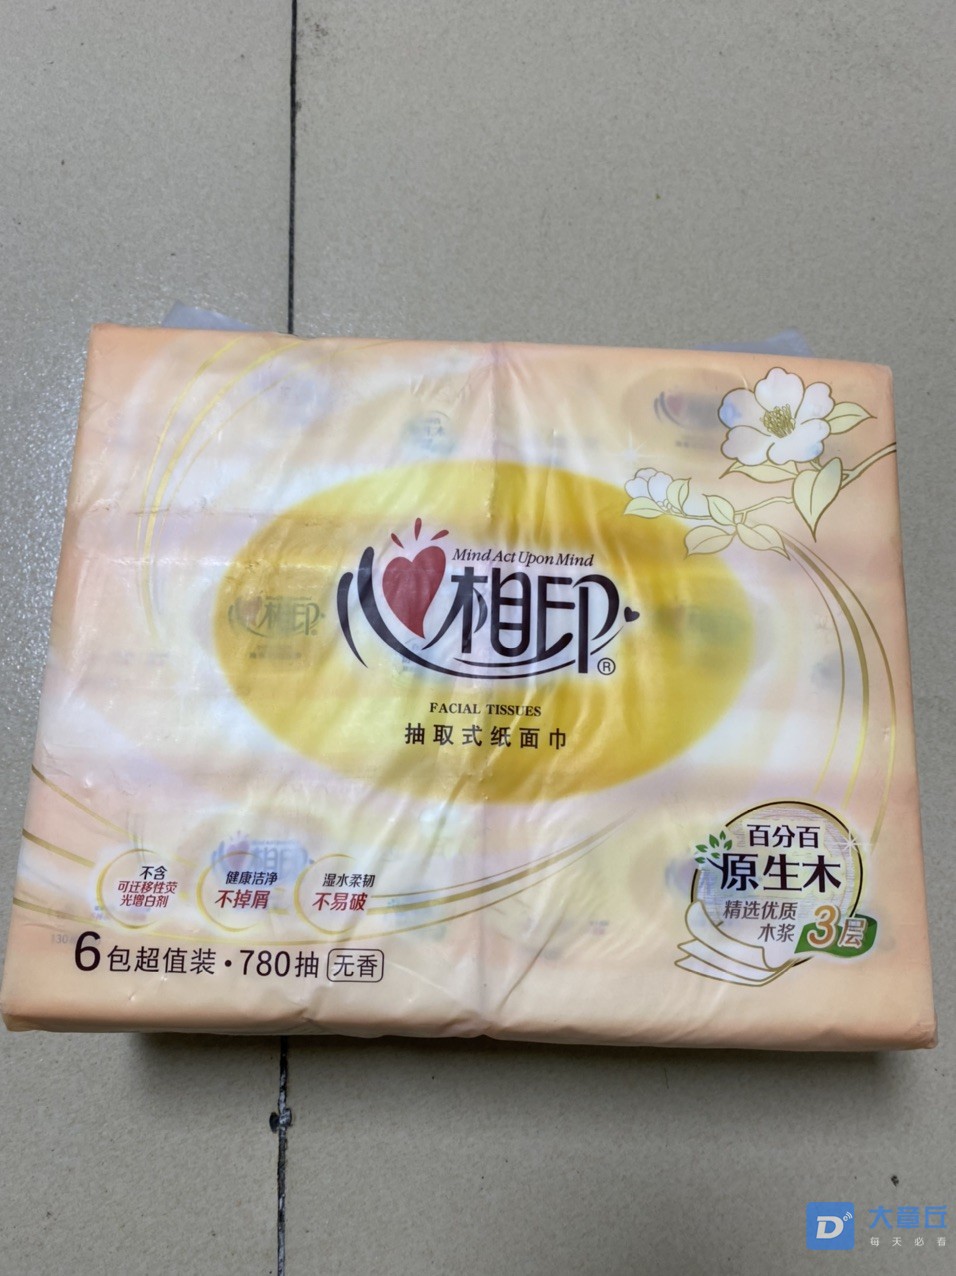 Mind Act Upon Mind
心相印®
FACIAL TISSUES
抽取式纸面巾
百分百
原生木
精选优质
木浆
3层
不含
可迁移性荧
光增白剂
健康洁净
不掉屑
湿水柔韧
不易破
6包超值装·780抽 无香
大章丘
每天必看